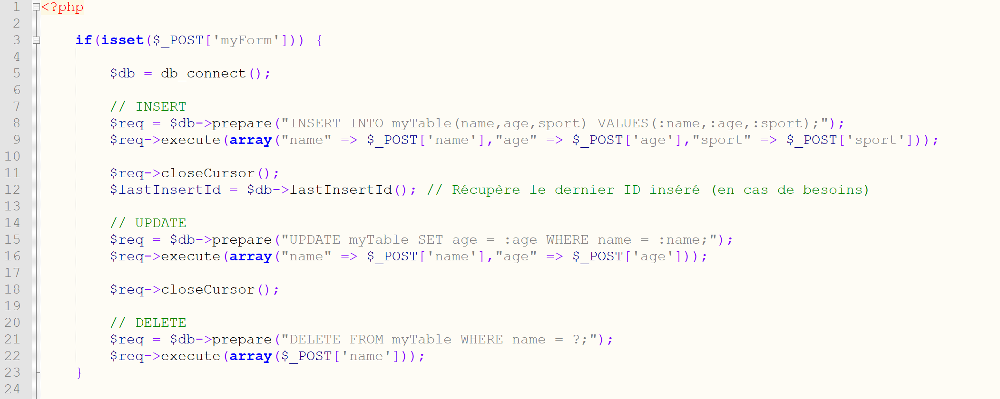 1 <?php
2
3 if(isset($_POST['myForm'])) {
4
5 $db = db_connect();
6
7 // INSERT
8 $req = $db->prepare("INSERT INTO myTable(name,age,sport) VALUES(:name,:age,:sport);");
9 $req->execute(array("name" => $_POST['name'],"age" => $_POST['age'],"sport" => $_POST['sport']));
10
11 $req->closeCursor();
12 $lastInsertId = $db->lastInsertId(); // Récupère le dernier ID inséré (en cas de besoins)
13
14 // UPDATE
15 $req = $db->prepare("UPDATE myTable SET age = :age WHERE name = :name;");
16 $req->execute(array("name" => $_POST['name'],"age" => $_POST['age']));
17
18 $req->closeCursor();
19
20 // DELETE
21 $req = $db->prepare("DELETE FROM myTable WHERE name = ?;");
22 $req->execute(array($_POST['name']));
23 }
24